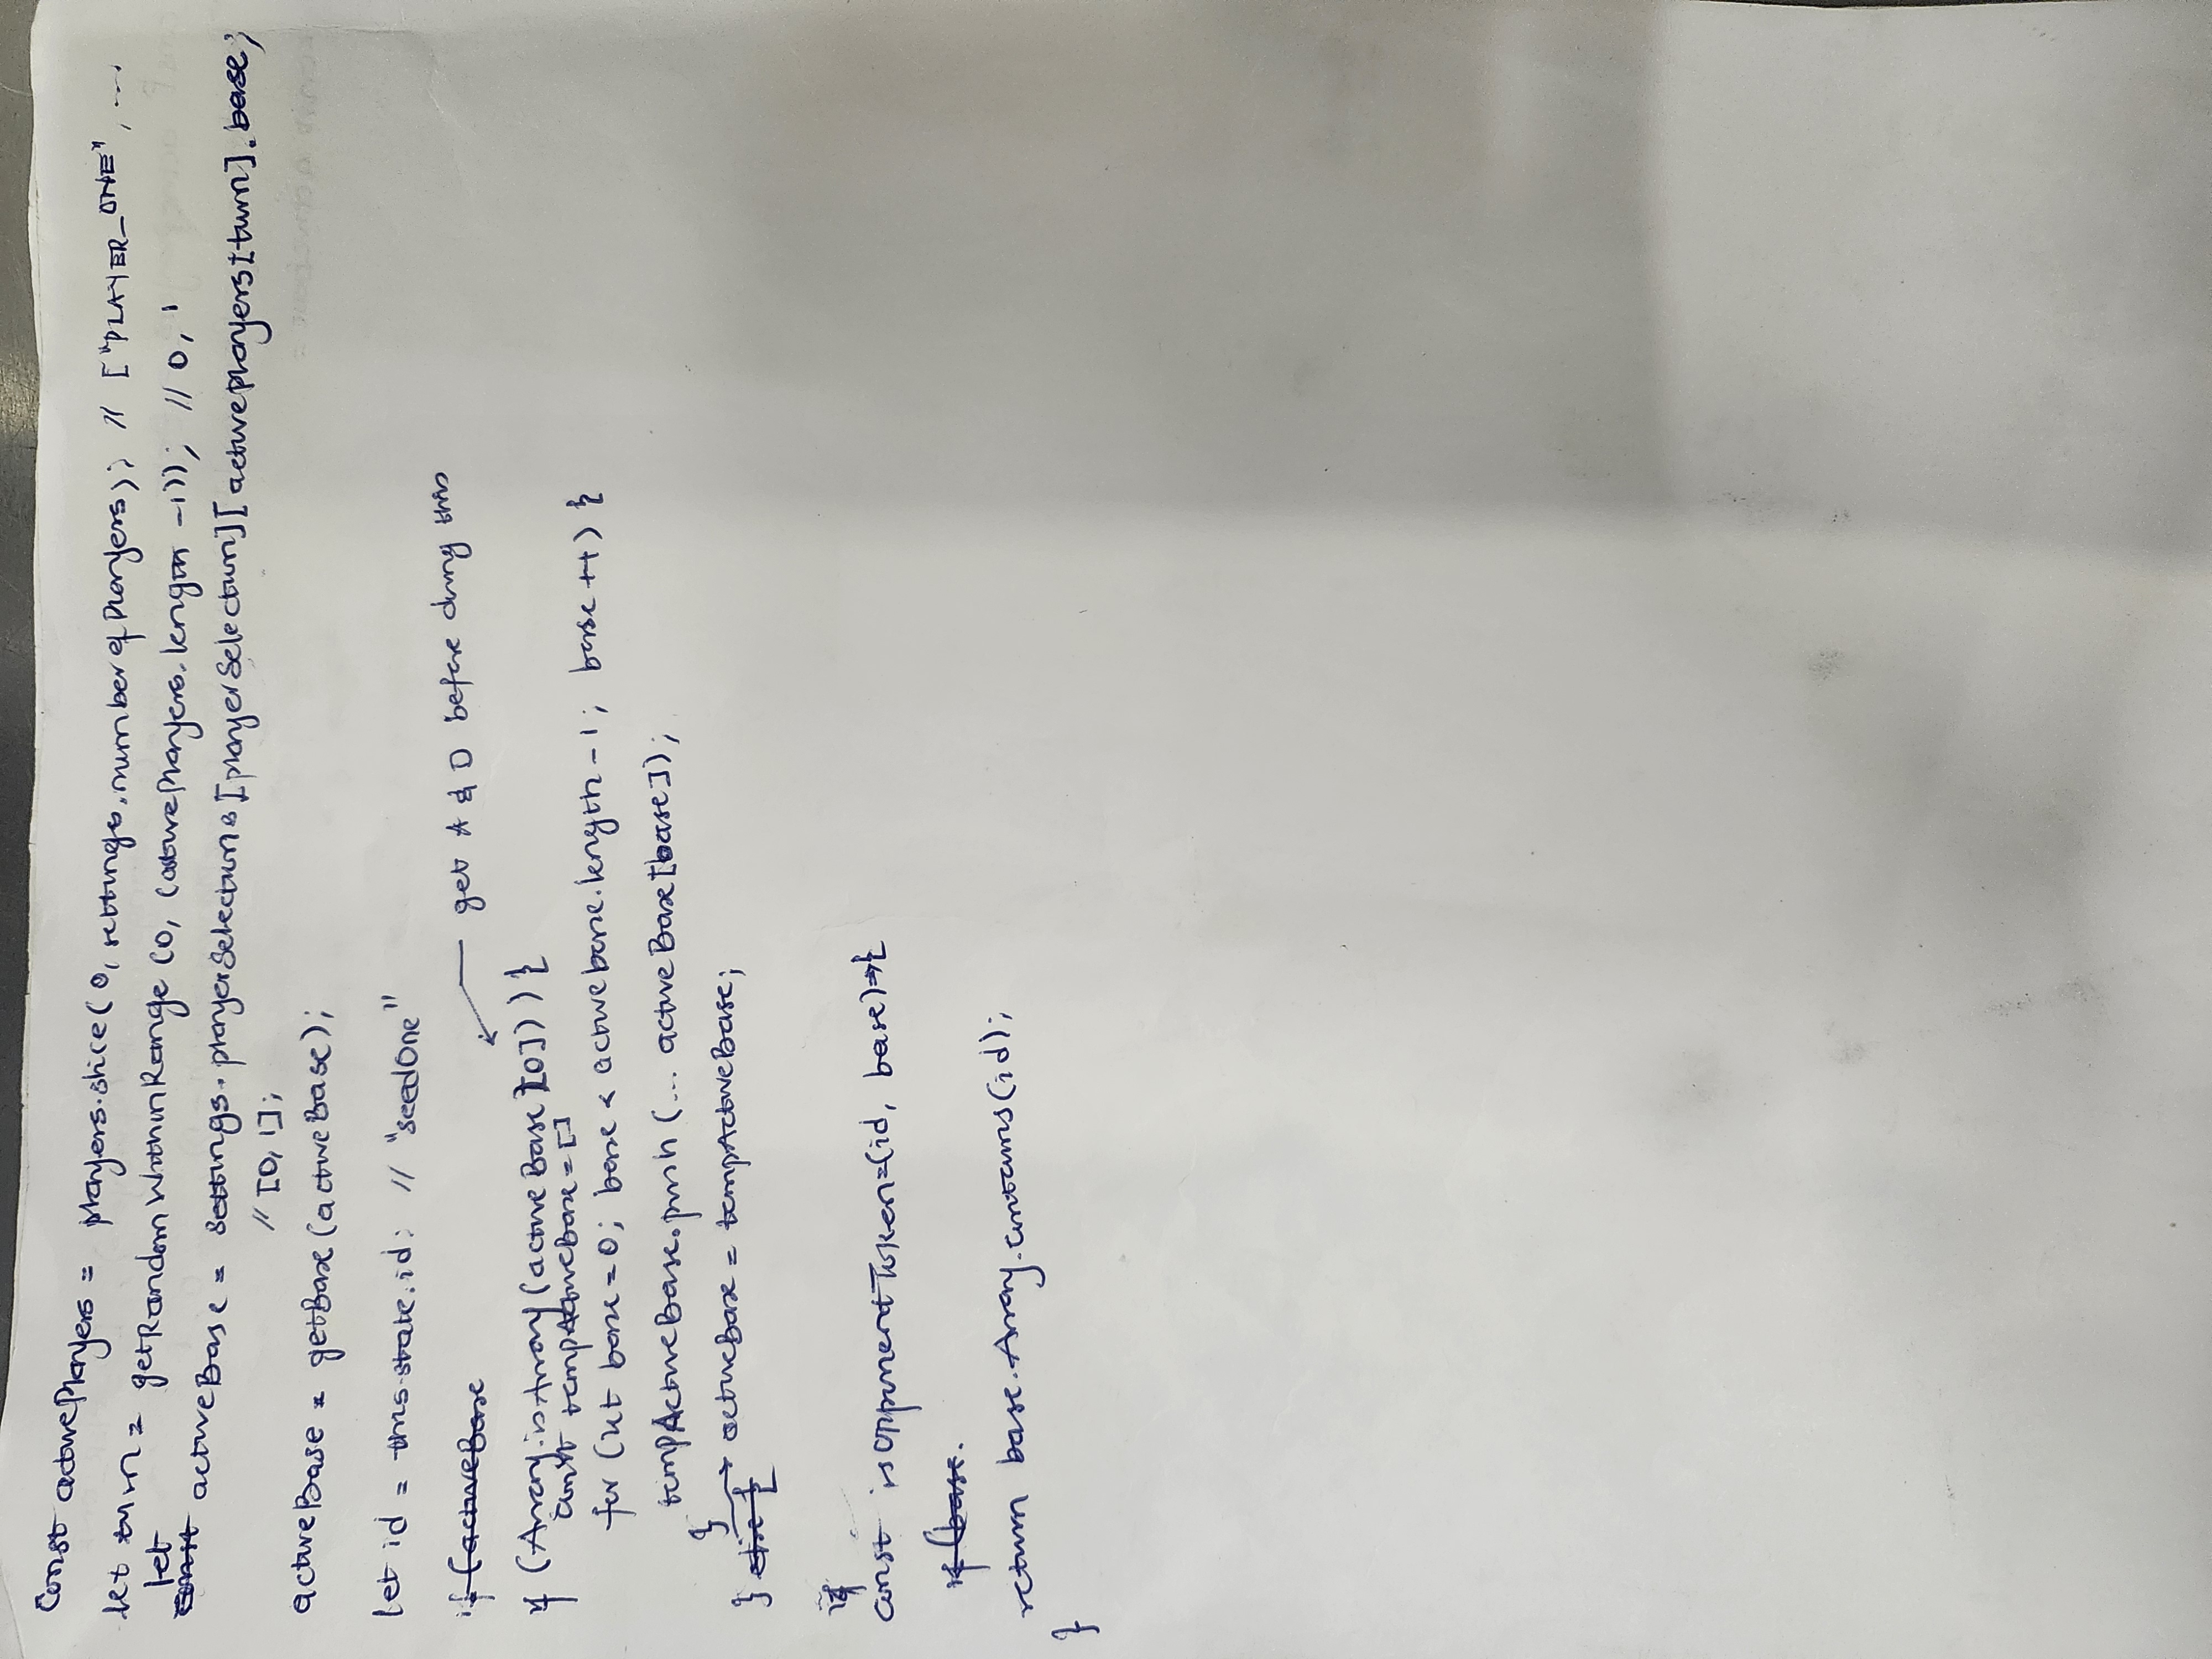 const activePlayers = players.slice(0, settings.numberofPlayers); // ["PLAYER_ONE", ...
let turn = getRandomWithinRange(0, (activePlayers.length -1)); // 0, 1
let
const activeBase = settings.playerSelections[playerSelection][activePlayers[turn].base;
// [0, 1];
activeBase = getBase(activeBase);
let id = this.state.id; // "seedOne"
if (activeBase
get A & D before doing this
if (Array.isArray(activeBase[0])) {
const tempActiveBase = []
for (let base = 0; base < activebase.length - 1; base ++) {
tempActiveBase.push(... activeBase[base]);
}
activeBase = tempActiveBase;
} else {
if
const isOpponentToken=(id, base)=>{
if (base.
return base.Array.contains(id);
}